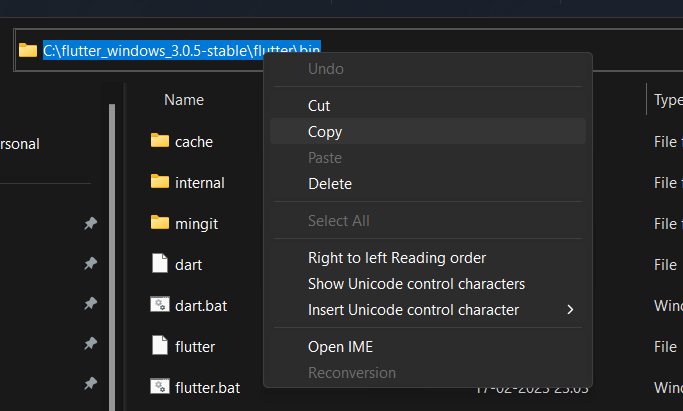 C:\flutter_windows_3.0.5-stable\flutter\bin
Undo
Name
Type
Cut
Copy
rsonal
cache
File f
Paste
internal
Delete
File f
mingit
Select All
File f
dart
Right to left Reading order
File
Show Unicode control characters
dart.bat
Insert Unicode control character
Wind
flutter
Open IME
File
Reconversion
flutter.bat
17-02-2023 23:03
Wind